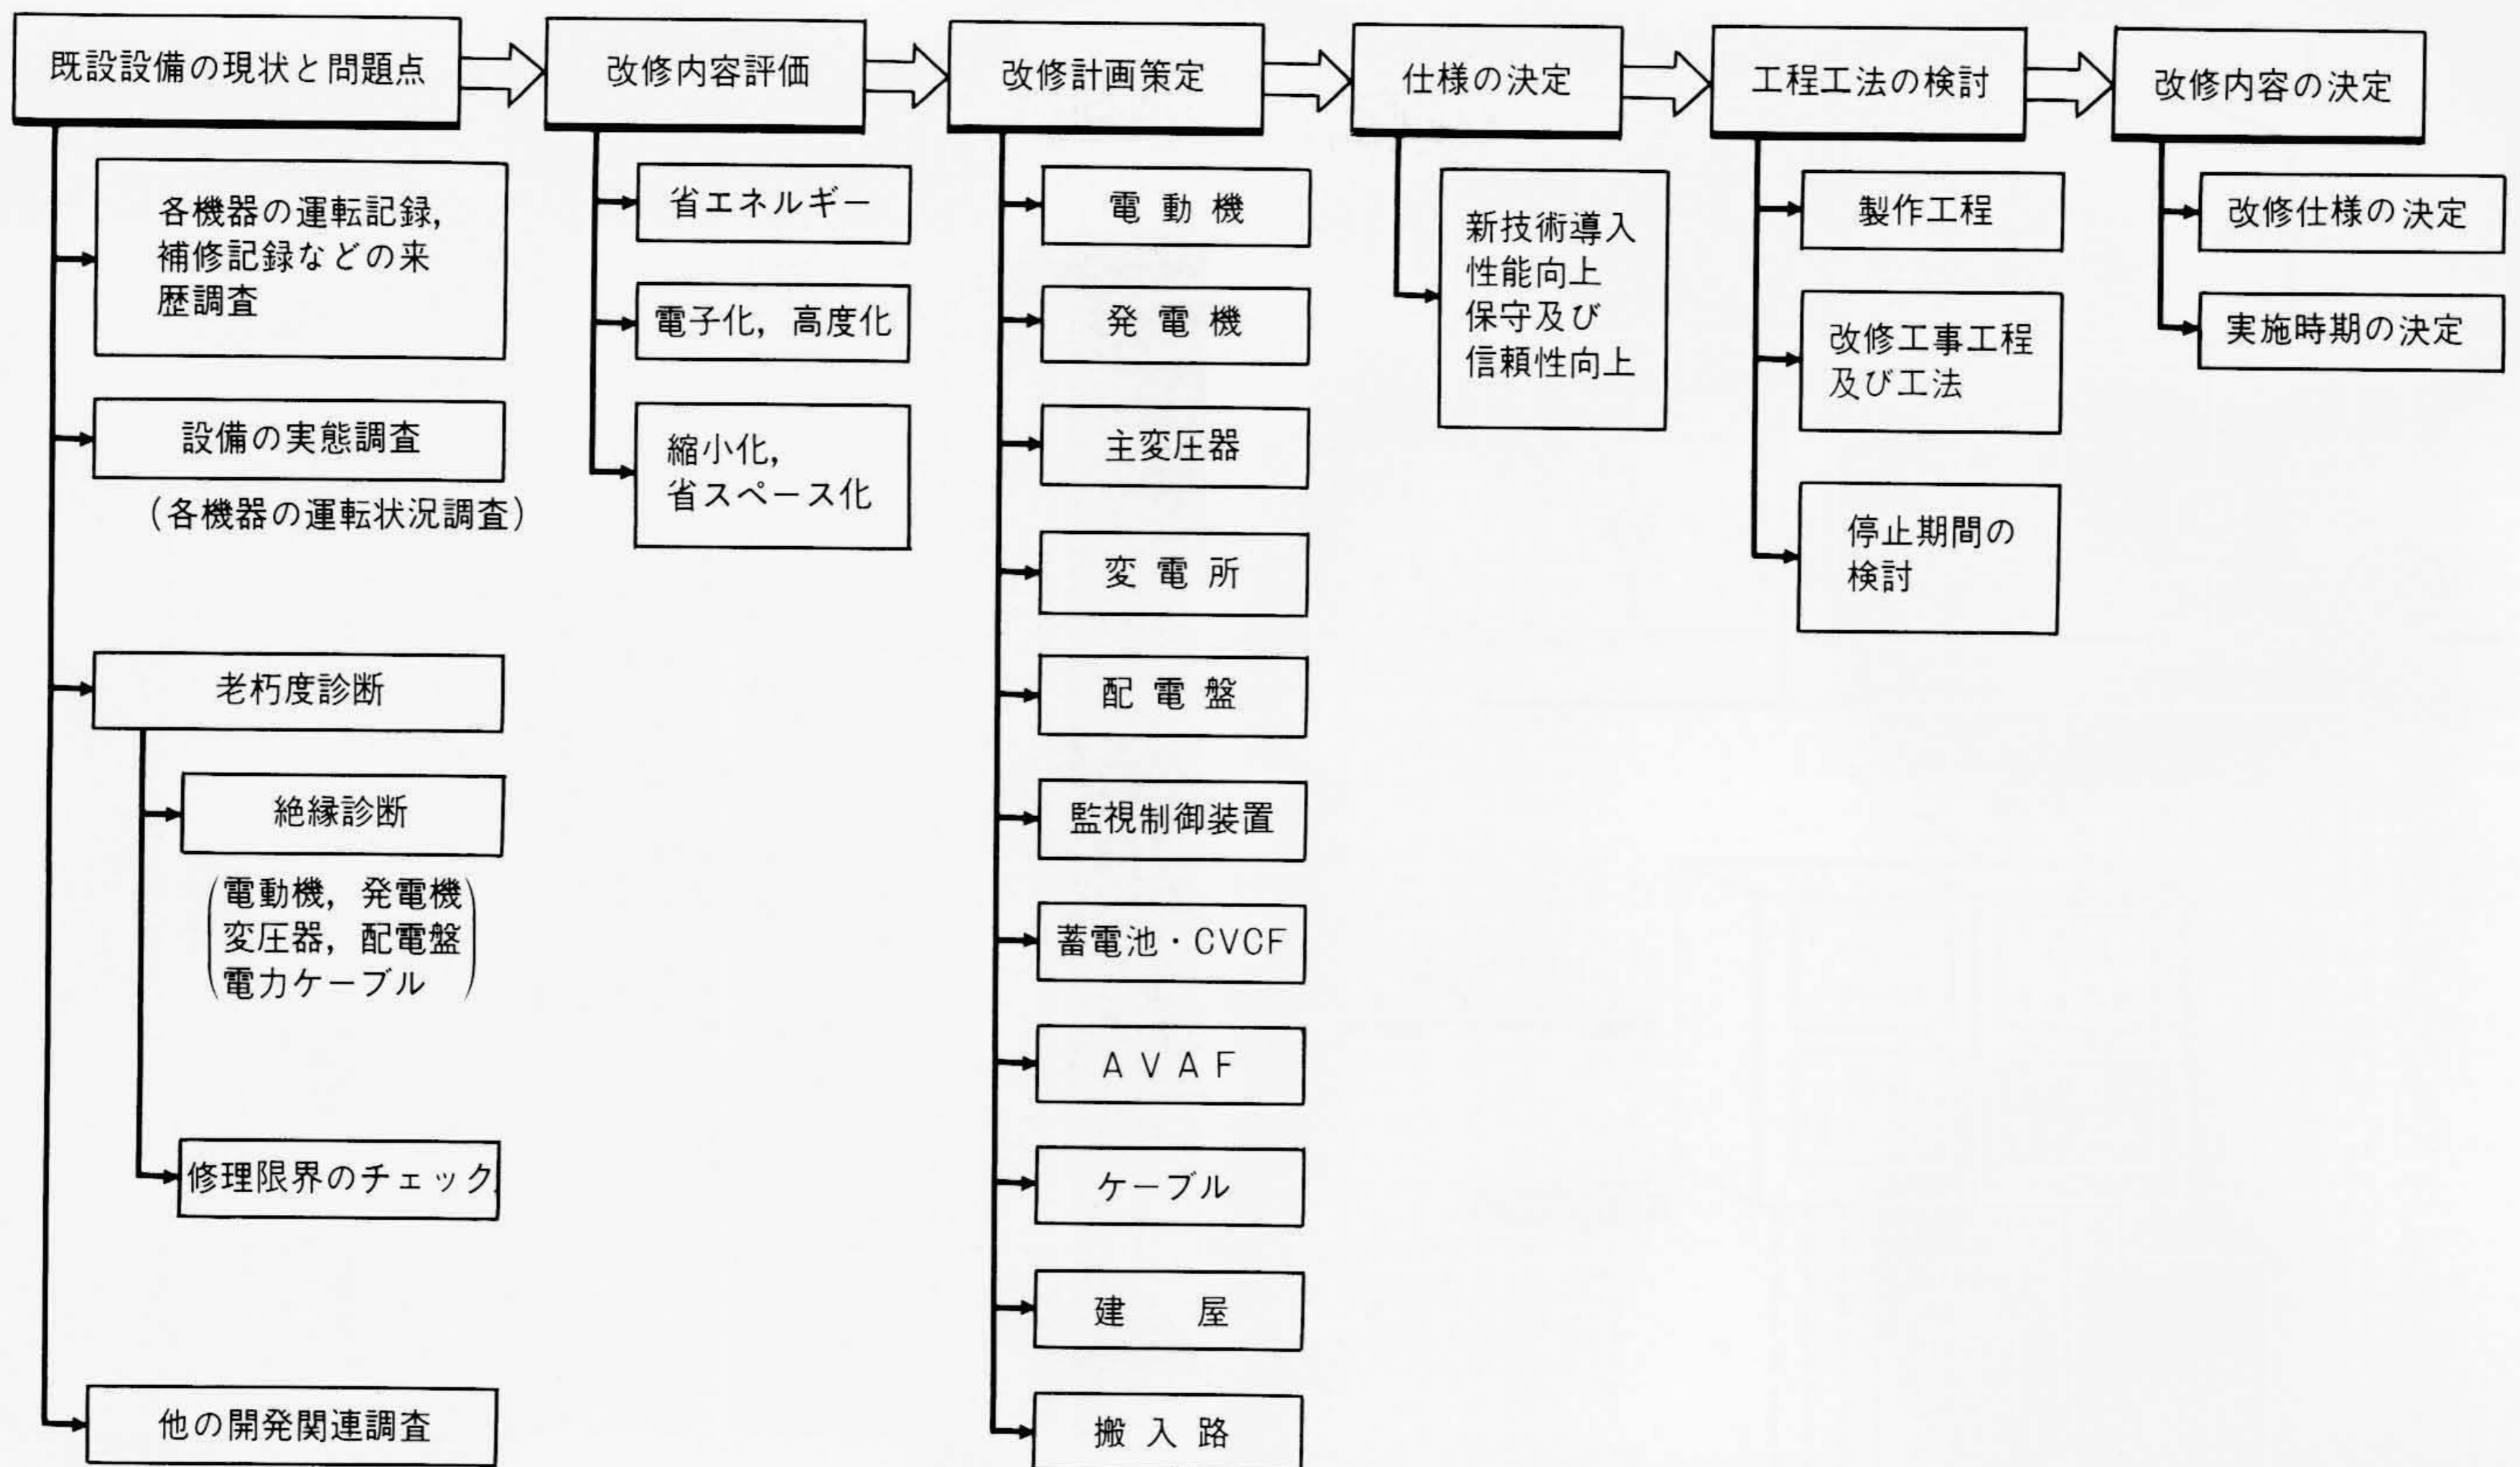 既設設備の現状と問題点
各機器の運転記録,
補修記録などの来
歴調査
設備の実態調査
(各機器の運転状況調査)
老朽度診断
絶縁診断
(電動機, 発電機
変圧器, 配電盤
電力ケーブル)
修理限界のチェック
他の開発関連調査
改修内容評価
省エネルギー
電子化, 高度化
縮小化,
省スペース化
改修計画策定
電動機
発電機
主変圧器
変電所
配電盤
監視制御装置
蓄電池・CVCF
AVAF
ケーブル
建屋
搬入路
仕様の決定
新技術導入
性能向上
保守及び
信頼性向上
工程工法の検討
製作工程
改修工事工程
及び工法
停止期間の
検討
改修内容の決定
改修仕様の決定
実施時期の決定